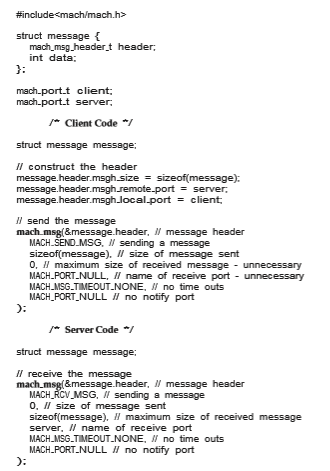 #include<mach/mach.h>
struct message {
mach_msg_header_t header;
int data;
};
mach_port_t client;
mach_port_t server;
/* Client Code */
struct message message;
// construct the header
message.header.msgh_size = sizeof(message);
message.header.msgh_remote_port = server;
message.header.msgh_local_port = client;
// send the message
mach_msg(&message.header, // message header
MACH_SEND_MSG, // sending a message
sizeof(message), // size of message sent
0, // maximum size of received message - unnecessary
MACH_PORT_NULL, // name of receive port - unnecessary
MACH_MSG_TIMEOUT_NONE, // no time outs
MACH_PORT_NULL // no notify port
);
/* Server Code */
struct message message;
// receive the message
mach_msg(&message.header, // message header
MACH_RCV_MSG, // sending a message
0, // size of message sent
sizeof(message), // maximum size of received message
server, // name of receive port
MACH_MSG_TIMEOUT_NONE, // no time outs
MACH_PORT_NULL // no notify port
);